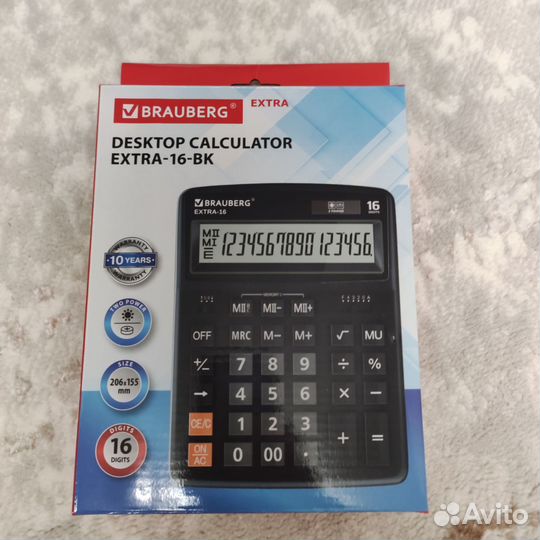 BRAUBERG® EXTRA
DESKTOP CALCULATOR
EXTRA-16-BK
BRAUBERG®
EXTRA-16
16
DIGITS
MII
MI
E
1234567890123456.
WARRANTY
10 YEARS
WARRANTY
TWO POWER
SIZE
206x155
mm
DIGITS
16
DIGITS
MII MII− MII+
OFF MRC M− M+ √ MU
+/− 7 8 9 ÷ %
→ 4 5 6 × −
CE/C 1 2 3 + =
ON
AC 0 00 .
Avito